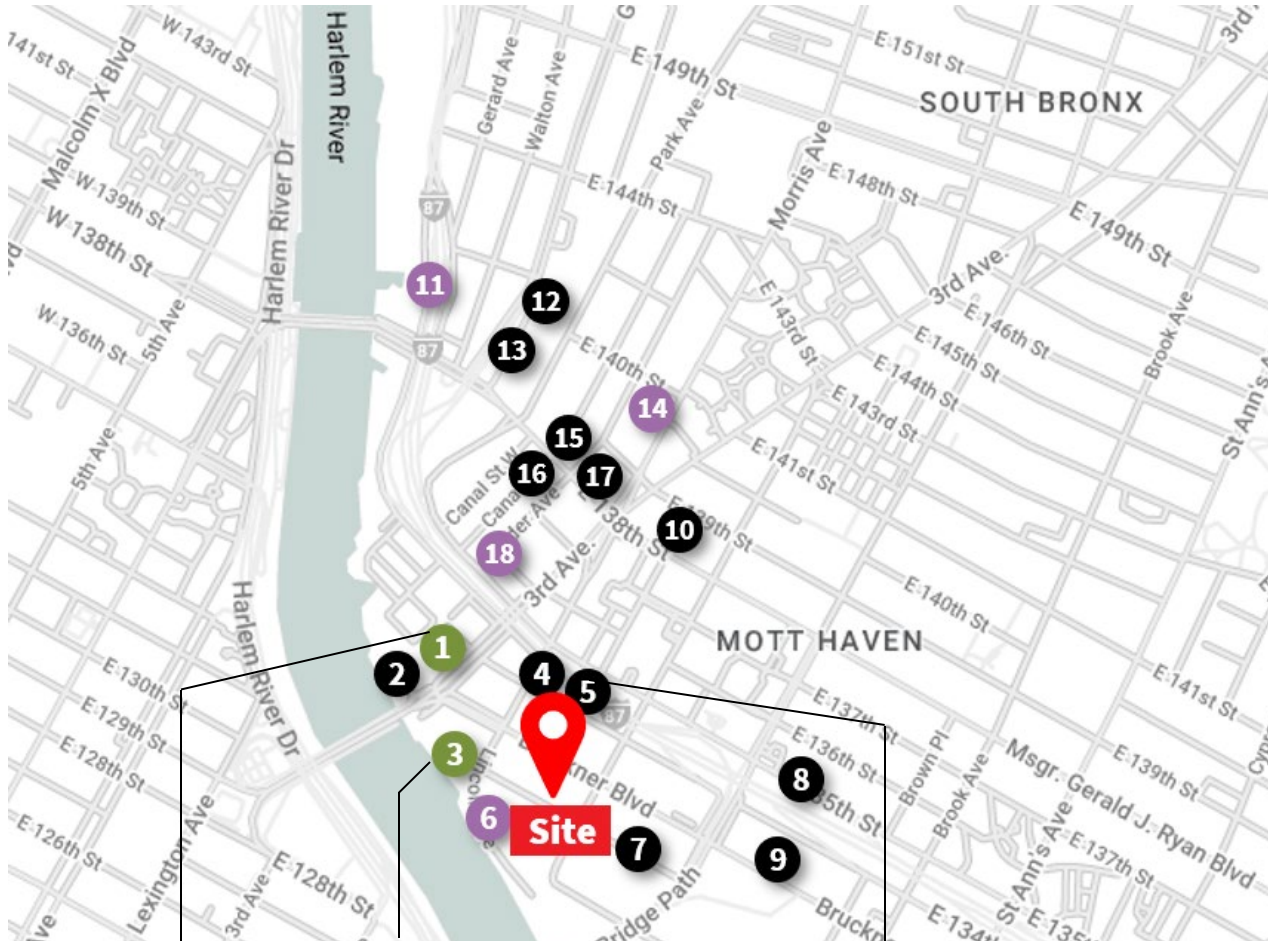 Harlem River
W 143rd St
141st St
Malcolm X Blvd
W 139th St
W 138th St
W 136th St
5th Ave
5th Ave
Harlem River Dr
Harlem River Dr
Gerard Ave
Walton Ave
E 149th St
Park Ave
E 151st St
3rd
SOUTH BRONX
Morris Ave
E 148th St
E 144th St
E 149th St
3rd Ave.
87
11
12
87
13
E 140th St
E 143rd St
E 146th St
E 145th St
E 144th St
E 143rd St
Brook Ave
St Ann's A
14
15
16
17
Canal St W
E 141st St
10
138th St
18
3rd Ave.
E 140th St
MOTT HAVEN
1
2
4
5
87
3
6
Site
7
8
9
E 130th St
E 129th St
E 128th St
E 126th St
Lexington Ave
3rd Ave
E 128th St
E 137th St
E 136th St
35th St
Brown Pl
Brook Ave
E 141st St
E 139th St
Msgr. Gerald J. Ryan Blvd
E 137th St
St Ann's Ave
E 135t
E 134th
Bruckn
kner Blvd
Bridge Path